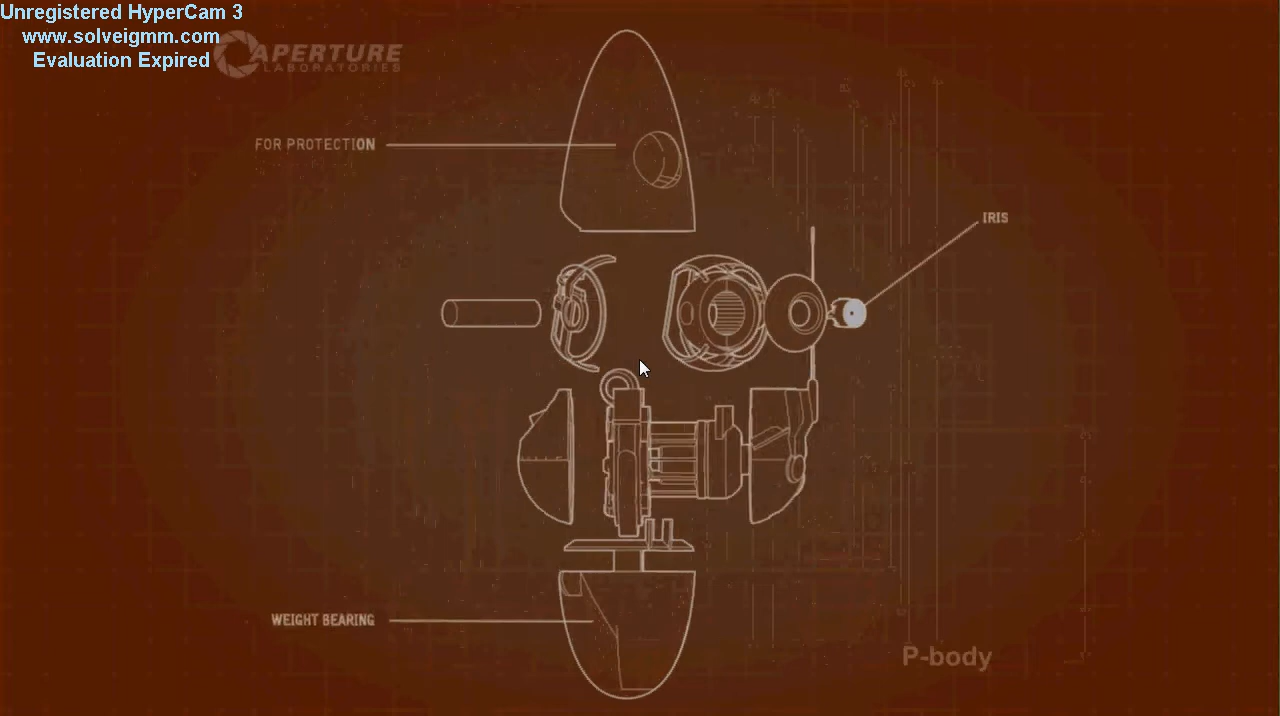 Unregistered HyperCam 3
www.solveigmm.com
Evaluation Expired
APERTURE
LABORATORIES
FOR PROTECTION
IRIS
WEIGHT BEARING
P-body